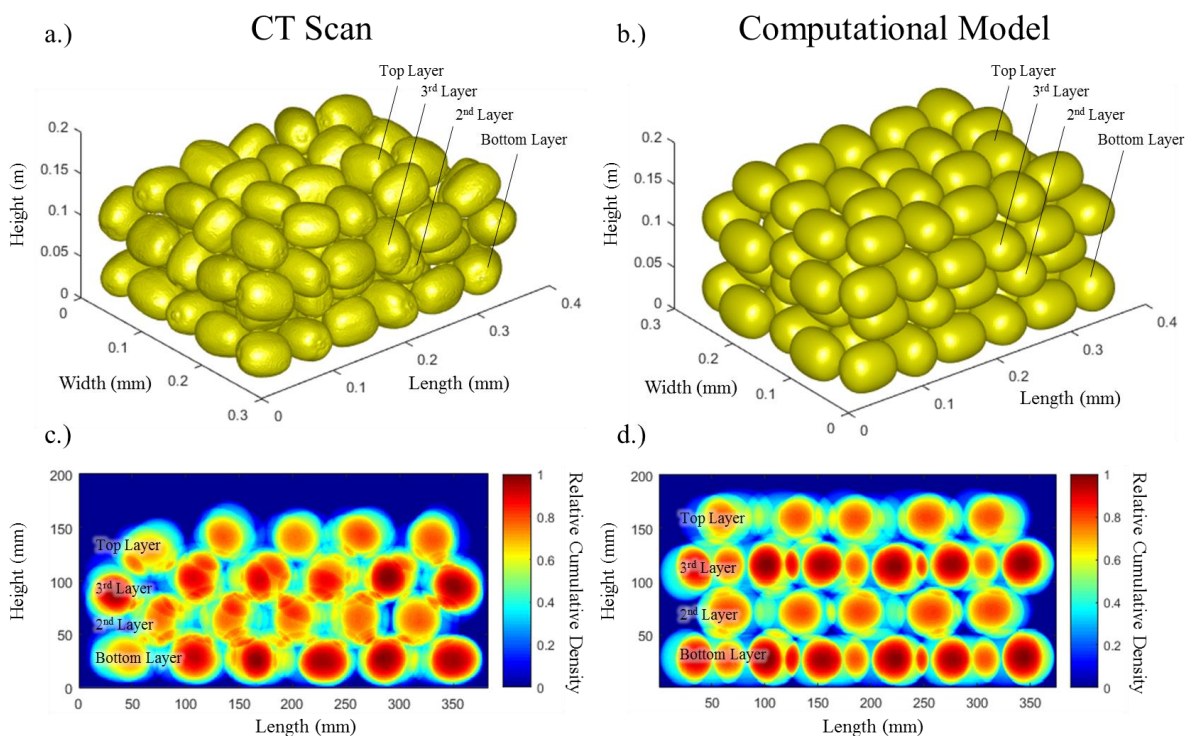 a.)
CT Scan
Top Layer
3rd Layer
2nd Layer
Bottom Layer
Height (m)
0.2
0.15
0.1
0.05
0
0.1
0.2
0.3
Width (mm)
0
0.1
0.2
0.3
0.4
Length (mm)
b.)
Computational Model
Top Layer
3rd Layer
2nd Layer
Bottom Layer
Height (m)
0.2
0.15
0.1
0.05
0
0.3
0.2
0.1
0
Width (mm)
0
0.1
0.2
0.3
0.4
Length (mm)
c.)
Height (mm)
200
150
100
50
0
Top Layer
3rd Layer
2nd Layer
Bottom Layer
0 50 100 150 200 250 300 350
Length (mm)
1
0.8
0.6
0.4
0.2
0
Relative Cumulative Density
d.)
Height (mm)
200
150
100
50
0
Top Layer
3rd Layer
2nd Layer
Bottom Layer
50 100 150 200 250 300 350
Length (mm)
1
0.8
0.6
0.4
0.2
0
Relative Cumulative Density